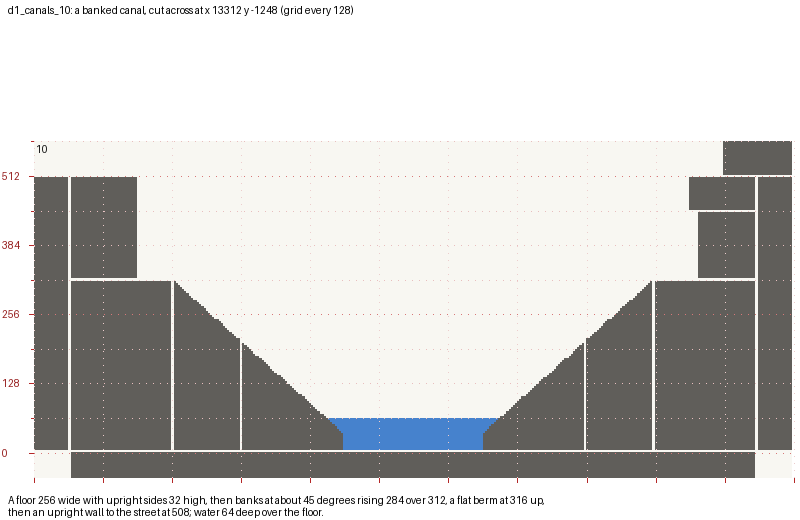 d1_canals_10: a banked canal, cut across at x 13312 y -1248 (grid every 128)
10
512
384
256
128
0
A floor 256 wide with upright sides 32 high, then banks at about 45 degrees rising 284 over 312, a flat berm at 316 up,
then an upright wall to the street at 508; water 64 deep over the floor.